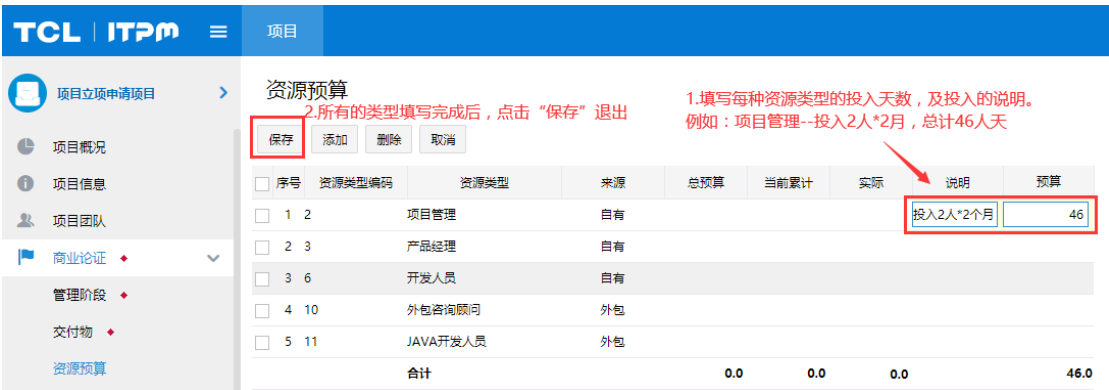 TCL ITPM 项目
项目立项申请项目
项目概况
项目信息
项目团队
商业论证
管理阶段
交付物
资源预算
资源预算
2.所有的类型填写完成后，点击“保存”退出
1.填写每种资源类型的投入天数，及投入的说明。
例如：项目管理--投入2人*2月，总计46人天
保存 添加 删除 取消
序号 资源类型编码 资源类型 来源 总预算 当前累计 实际 说明 预算
1 2 项目管理 自有 投入2人*2个月 46
2 3 产品经理 自有
3 6 开发人员 自有
4 10 外包咨询顾问 外包
5 11 JAVA开发人员 外包
合计 0.0 0.0 0.0 46.0